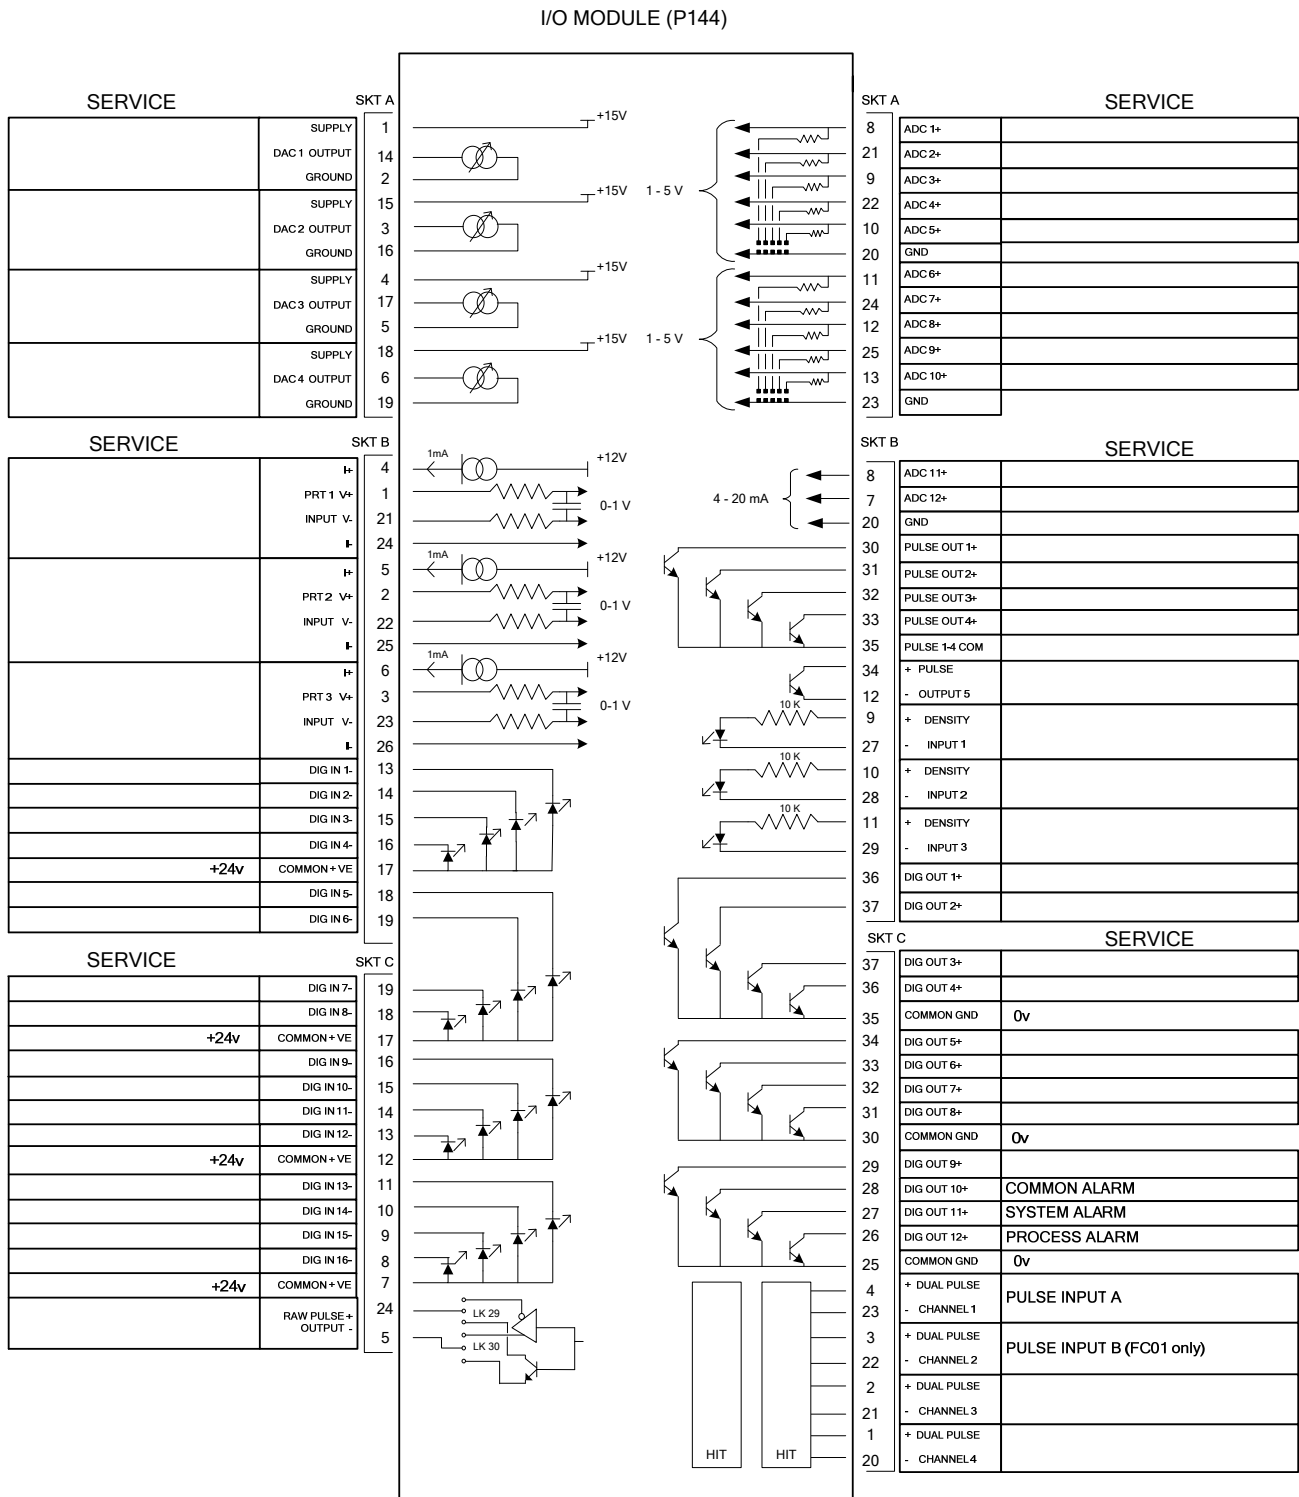 I/O MODULE (P144)
SERVICE
SKT A
SUPPLY 1 +15V
DAC 1 OUTPUT 14
GROUND 2
SUPPLY 15 +15V
DAC 2 OUTPUT 3
GROUND 16
SUPPLY 4 +15V
DAC 3 OUTPUT 17
GROUND 5
SUPPLY 18 +15V
DAC 4 OUTPUT 6
GROUND 19
SERVICE
SKT B
I+ 4 1mA +12V
PRT 1 V+ 1
0-1 V
INPUT V- 21
I- 24
I+ 5 1mA +12V
PRT 2 V+ 2
0-1 V
INPUT V- 22
I- 25
I+ 6 1mA +12V
PRT 3 V+ 3
0-1 V
INPUT V- 23
I- 26
DIG IN 1- 13
DIG IN 2- 14
DIG IN 3- 15
DIG IN 4- 16
+24v COMMON + VE 17
DIG IN 5- 18
DIG IN 6- 19
SERVICE
SKT C
DIG IN 7- 19
DIG IN 8- 18
+24v COMMON + VE 17
DIG IN 9- 16
DIG IN 10- 15
DIG IN 11- 14
DIG IN 12- 13
+24v COMMON + VE 12
DIG IN 13- 11
DIG IN 14- 10
DIG IN 15- 9
DIG IN 16- 8
+24v COMMON + VE 7
RAW PULSE + 24
OUTPUT - 5
LK 29
LK 30
SKT A
SERVICE
8 ADC 1+
21 ADC 2+
9 ADC 3+
1 - 5 V
22 ADC 4+
10 ADC 5+
20 GND
11 ADC 6+
24 ADC 7+
12 ADC 8+
1 - 5 V
25 ADC 9+
13 ADC 10+
23 GND
SKT B
SERVICE
8 ADC 11+
4 - 20 mA
7 ADC 12+
20 GND
30 PULSE OUT 1+
31 PULSE OUT 2+
32 PULSE OUT 3+
33 PULSE OUT 4+
35 PULSE 1-4 COM
34 + PULSE
12 - OUTPUT 5
10 K
9 + DENSITY
27 - INPUT 1
10 K
10 + DENSITY
28 - INPUT 2
10 K
11 + DENSITY
29 - INPUT 3
36 DIG OUT 1+
37 DIG OUT 2+
SKT C
SERVICE
37 DIG OUT 3+
36 DIG OUT 4+
35 COMMON GND 0v
34 DIG OUT 5+
33 DIG OUT 6+
32 DIG OUT 7+
31 DIG OUT 8+
30 COMMON GND 0v
29 DIG OUT 9+
28 DIG OUT 10+ COMMON ALARM
27 DIG OUT 11+ SYSTEM ALARM
26 DIG OUT 12+ PROCESS ALARM
25 COMMON GND 0v
4 + DUAL PULSE
PULSE INPUT A
23 - CHANNEL 1
3 + DUAL PULSE
PULSE INPUT B (FC01 only)
22 - CHANNEL 2
2 + DUAL PULSE
21 - CHANNEL 3
1 + DUAL PULSE
20 - CHANNEL 4
HIT HIT